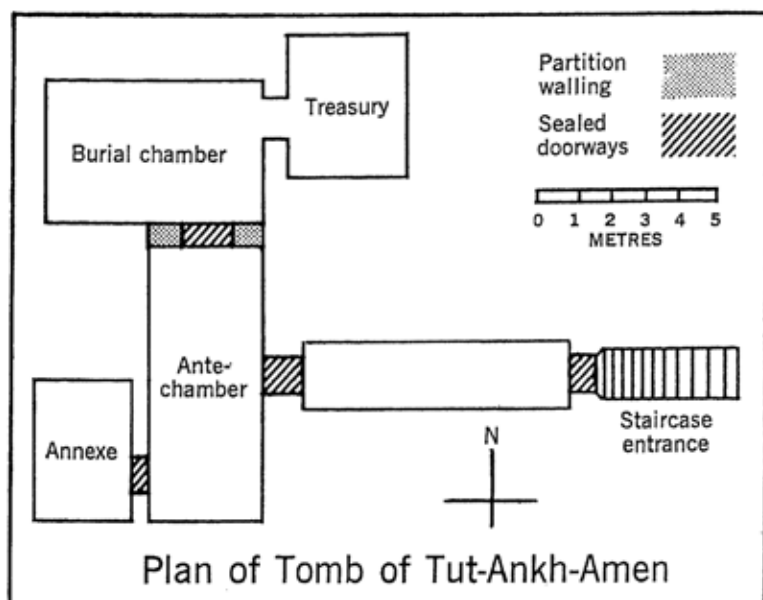 Partition
walling
Treasury
Burial chamber
Sealed
doorways
0 1 2 3 4 5
METRES
Ante-
chamber
Annexe
Staircase
entrance
N
Plan of Tomb of Tut-Ankh-Amen